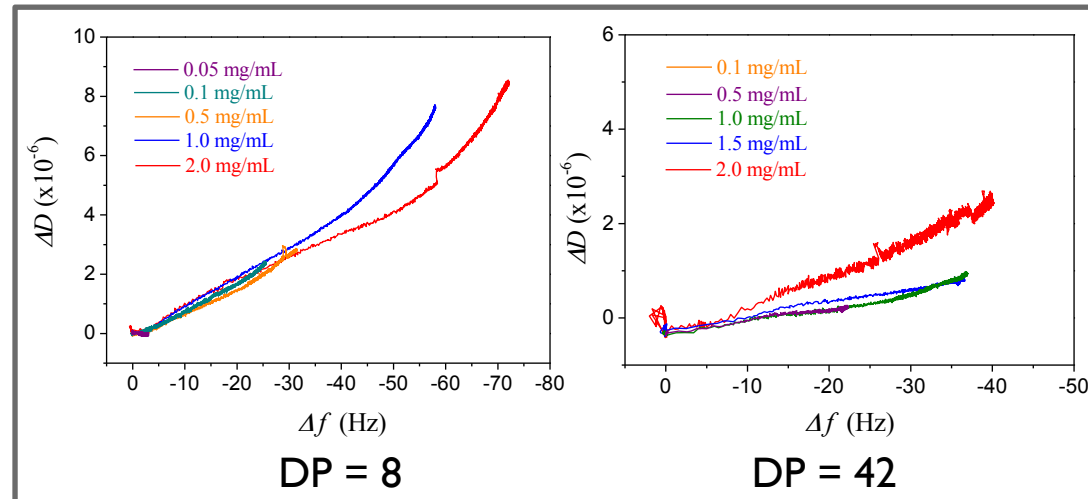 10
8
6
4
2
0
ΔD (x10⁻⁶)
0.05 mg/mL
0.1 mg/mL
0.5 mg/mL
1.0 mg/mL
2.0 mg/mL
0 -10 -20 -30 -40 -50 -60 -70 -80
Δf (Hz)
DP = 8
6
4
2
0
ΔD (x10⁻⁶)
0.1 mg/mL
0.5 mg/mL
1.0 mg/mL
1.5 mg/mL
2.0 mg/mL
0 -10 -20 -30 -40 -50
Δf (Hz)
DP = 42